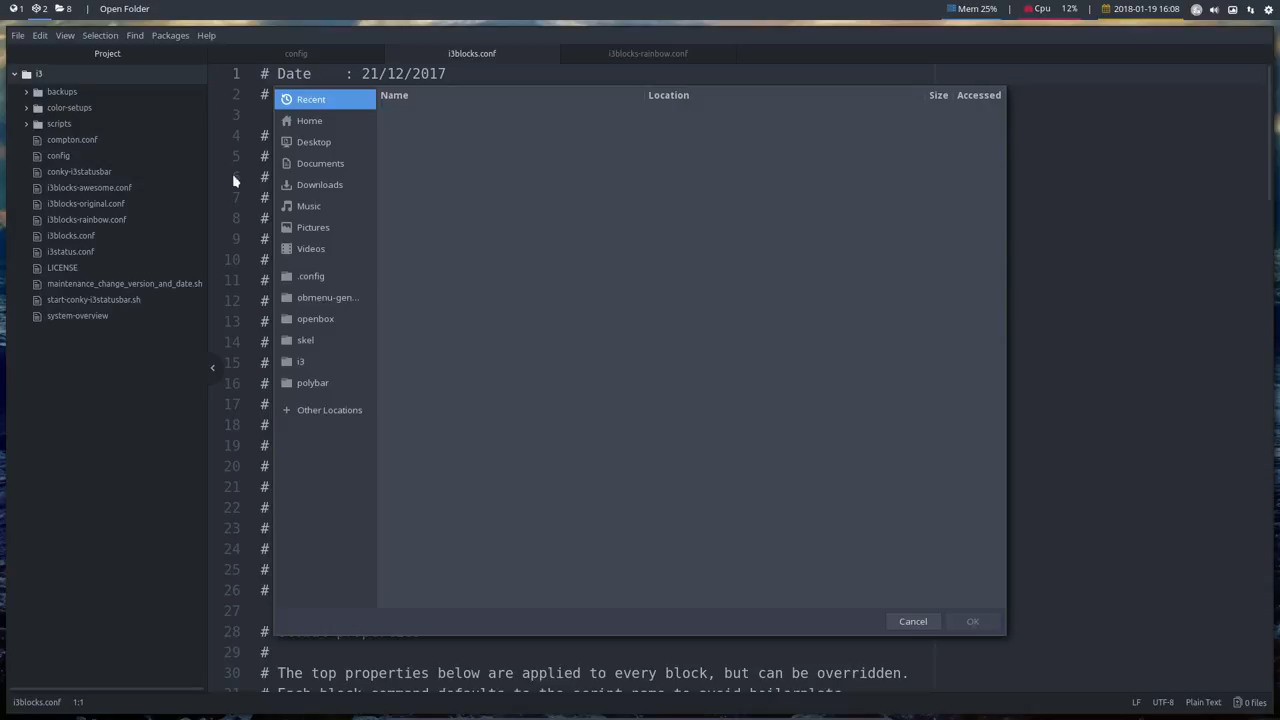 1 2 8 Open Folder Mem 25% Cpu 12% 2018-01-19 16:08
File Edit View Selection Find Packages Help
Project config i3blocks.conf i3blocks-rainbow.conf
i3
backups
color-setups
scripts
compton.conf
config
conky-i3statusbar
i3blocks-awesome.conf
i3blocks-original.conf
i3blocks-rainbow.conf
i3blocks.conf
i3status.conf
LICENSE
maintenance_change_version_and_date.sh
start-conky-i3statusbar.sh
system-overview
1 # Date : 21/12/2017
2 #
3
4 #
5 #
6 #
7 #
8 #
9 #
10 #
11 #
12 #
13 #
14 #
15 #
16 #
17 #
18 #
19 #
20 #
21 #
22 #
23 #
24 #
25 #
26 #
27
28 #
29 #
30 # The top properties below are applied to every block, but can be overridden.
Recent
Home
Desktop
Documents
Downloads
Music
Pictures
Videos
.config
obmenu-gen...
openbox
skel
i3
polybar
Other Locations
Name Location Size Accessed
Cancel OK
i3blocks.conf 1:1 LF UTF-8 Plain Text 0 files